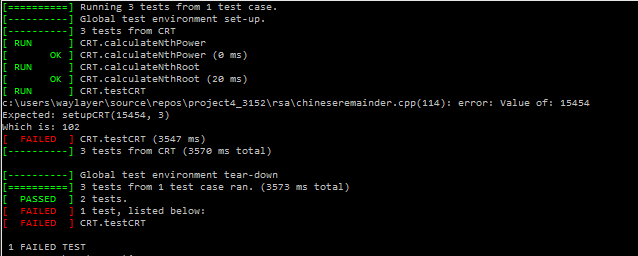 [==========] Running 3 tests from 1 test case.
[----------] Global test environment set-up.
[----------] 3 tests from CRT
[ RUN      ] CRT.calculateNthPower
[       OK ] CRT.calculateNthPower (0 ms)
[ RUN      ] CRT.calculateNthRoot
[       OK ] CRT.calculateNthRoot (20 ms)
[ RUN      ] CRT.testCRT
c:\users\waylayer\source\repos\project4_3152\rsa\chineseremainder.cpp(114): error: Value of: 15454
Expected: setupCRT(15454, 3)
Which is: 102
[  FAILED  ] CRT.testCRT (3547 ms)
[----------] 3 tests from CRT (3570 ms total)
[----------] Global test environment tear-down
[==========] 3 tests from 1 test case ran. (3573 ms total)
[  PASSED  ] 2 tests.
[  FAILED  ] 1 test, listed below:
[  FAILED  ] CRT.testCRT
1 FAILED TEST